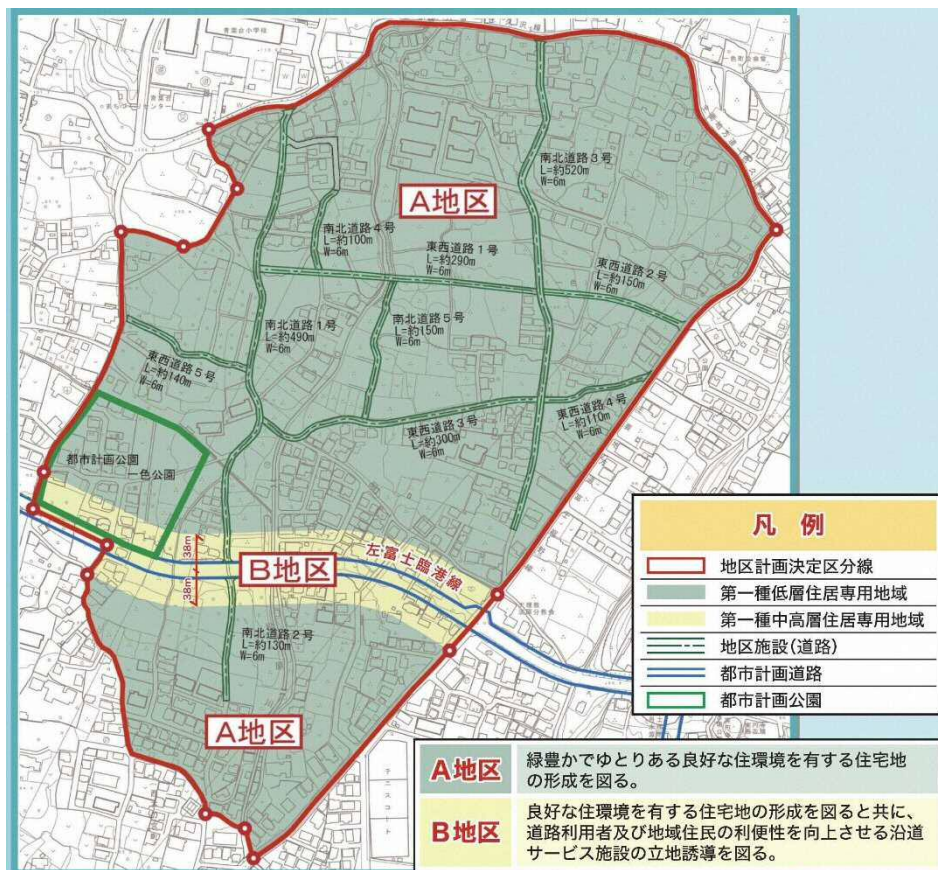 青葉台小学校
A地区
南北道路3号
L=約520m
W=6m
南北道路4号
L=約100m
W=6m
東西道路1号
L=約290m
W=6m
東西道路2号
L=約150m
W=6m
南北道路1号
L=約490m
W=6m
南北道路5号
L=約150m
W=6m
東西道路5号
L=約140m
W=6m
東西道路3号
L=約300m
W=6m
東西道路4号
L=約110m
W=6m
都市計画公園
一色公園
38m
38m
B地区
左富士臨港線
南北道路2号
L=約130m
W=6m
A地区
テニスコート
凡例
地区計画決定区分線
第一種低層住居専用地域
第一種中高層住居専用地域
地区施設(道路)
都市計画道路
都市計画公園
A地区
緑豊かでゆとりある良好な住環境を有する住宅地
の形成を図る。
B地区
良好な住環境を有する住宅地の形成を図ると共に、
道路利用者及び地域住民の利便性を向上させる沿道
サービス施設の立地誘導を図る。